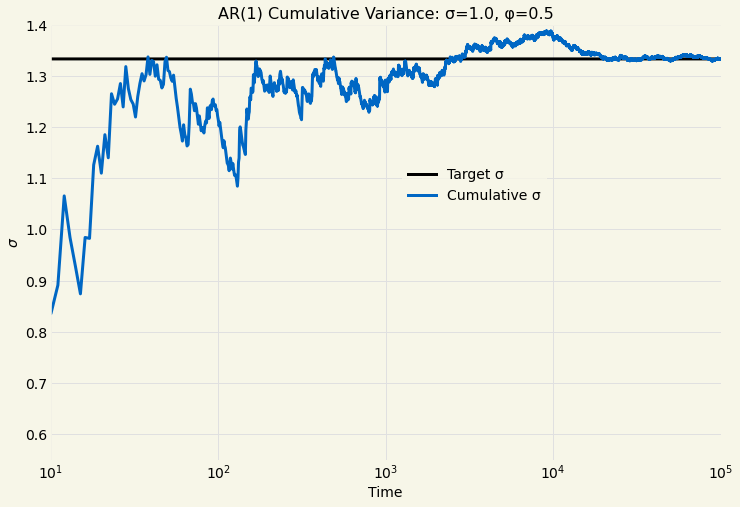 AR(1) Cumulative Variance: σ=1.0, φ=0.5
σ
1.4
1.3
1.2
1.1
1.0
0.9
0.8
0.7
0.6
Target σ
Cumulative σ
10¹
10²
10³
10⁴
10⁵
Time